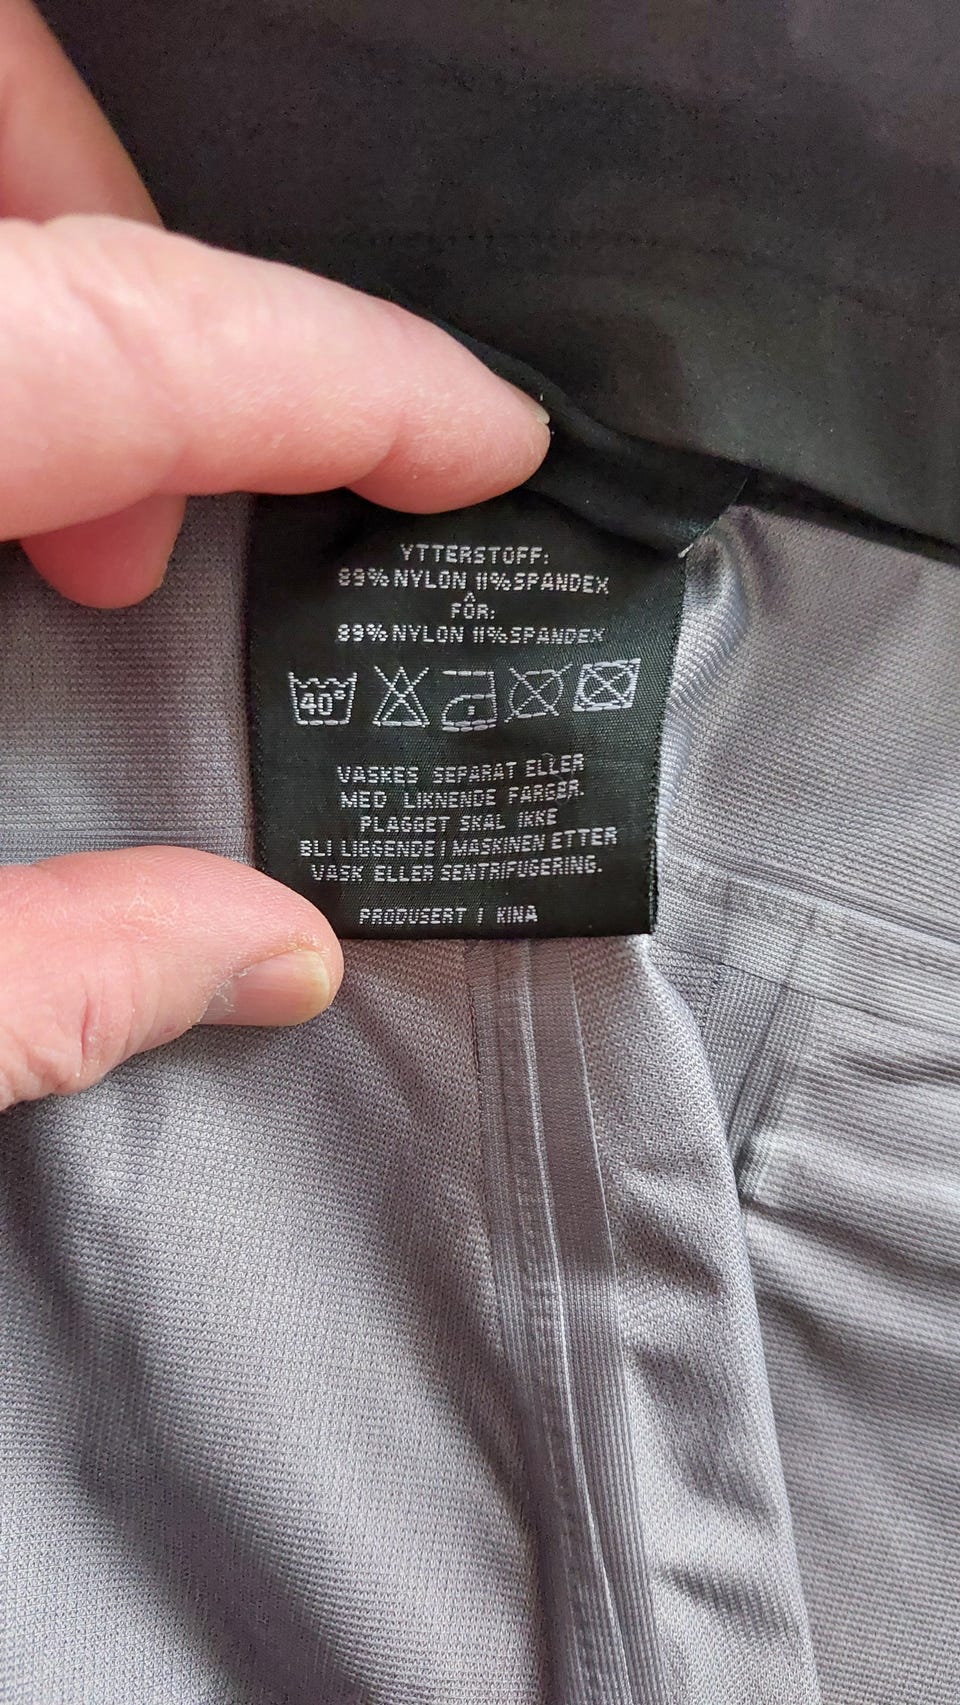 YTTERSTOFF:
89% NYLON 11% SPANDEX
FÔR:
89% NYLON 11% SPANDEX
40°
VASKES SEPARAT ELLER
MED LIKNENDE FARGER.
PLAGGET SKAL IKKE
BLI LIGGENDE I MASKINEN ETTER
VASK ELLER SENTRIFUGERING.
PRODUSERT I KINA